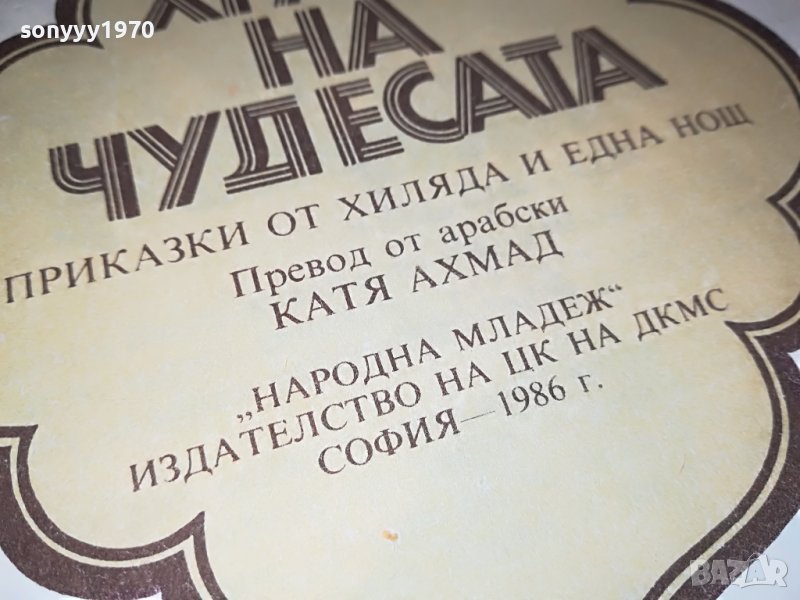 sonyyy1970
НА
ЧУДЕСАТА
ПРИКАЗКИ ОТ ХИЛЯДА И ЕДНА НОЩ
Превод от арабски
КАТЯ АХМАД
„НАРОДНА МЛАДЕЖ“
ИЗДАТЕЛСТВО НА ЦК НА ДКМС
СОФИЯ—1986 г.
BAZAR